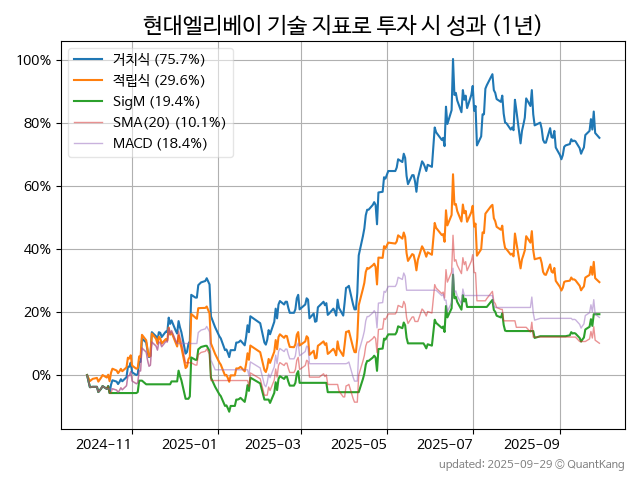 현대엘리베이 기술 지표로 투자 시 성과 (1년)
100%
80%
60%
40%
20%
0%
거치식 (75.7%)
적립식 (29.6%)
SigM (19.4%)
SMA(20) (10.1%)
MACD (18.4%)
2024-11 2025-01 2025-03 2025-05 2025-07 2025-09
updated: 2025-09-29 © QuantKang